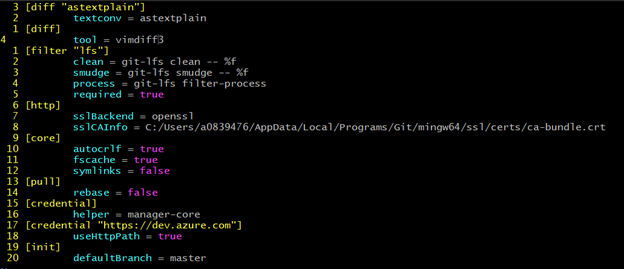 3 [diff "astextplain"]
2 textconv = astextplain
1 [diff]
4 tool = vimdiff3
1 [filter "lfs"]
2 clean = git-lfs clean -- %f
3 smudge = git-lfs smudge -- %f
4 process = git-lfs filter-process
5 required = true
6 [http]
7 sslBackend = openssl
8 sslCAInfo = C:/Users/a0839476/AppData/Local/Programs/Git/mingw64/ssl/certs/ca-bundle.crt
9 [core]
10 autocrlf = true
11 fscache = true
12 symlinks = false
13 [pull]
14 rebase = false
15 [credential]
16 helper = manager-core
17 [credential "https://dev.azure.com"]
18 useHttpPath = true
19 [init]
20 defaultBranch = master